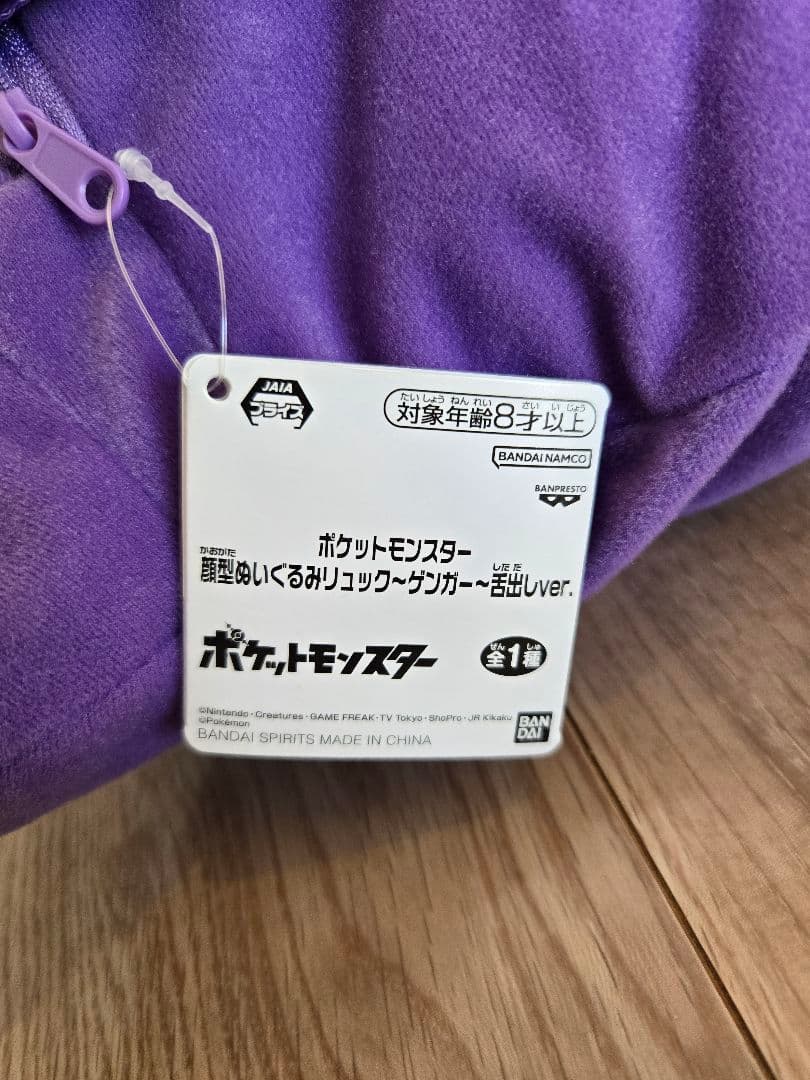 JAIA
プライズ
たいしょうねんれい さいいじょう
対象年齢8才以上
BANDAI NAMCO
BANPRESTO
ポケットモンスター
かおがた しただ
顔型ぬいぐるみリュック〜ゲンガー〜舌出しver.
ポケットモンスター
ぜん しゅ
全1種
©Nintendo・Creatures・GAME FREAK・TV Tokyo・ShoPro・JR Kikaku
©Pokémon
BANDAI SPIRITS MADE IN CHINA
BAN
DAI